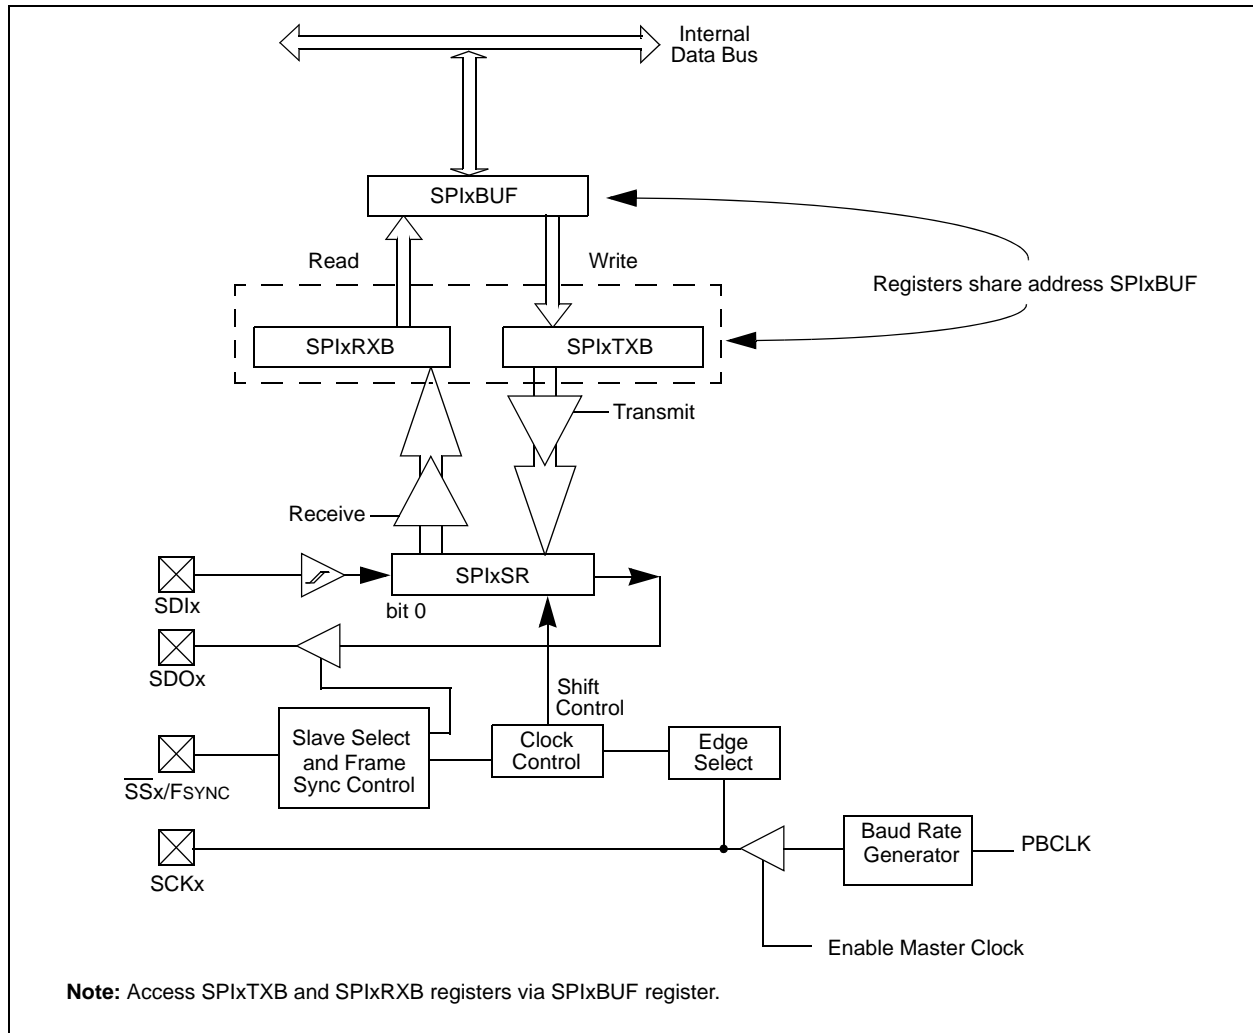 Internal
Data Bus
SPIxBUF
Read
Write
Registers share address SPIxBUF
SPIxRXB
SPIxTXB
Transmit
Receive
SPIxSR
SDIx
bit 0
SDOx
Shift
Control
Slave Select
and Frame
Sync Control
Clock
Control
Edge
Select
SSx/FSYNC
Baud Rate
Generator
PBCLK
SCKx
Enable Master Clock
Note: Access SPIxTXB and SPIxRXB registers via SPIxBUF register.